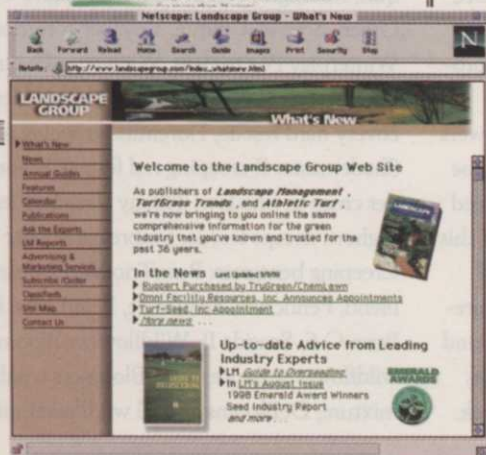 Netscape: Landscape Group - What's New
Back Forward Reload Home Search Guide Images Print Security Stop
N
http://www.landscapegroup.com/index_whatsnew.html
LANDSCAPE
GROUP
What's New
What's New
News
Annual Guides
Features
Calendar
Publications
Ask the Experts
LM Reports
Advertising &
Marketing Services
Subscribe /Order
Classifieds
Site Map
Contact Us
Welcome to the Landscape Group Web Site
As publishers of Landscape Management ,
TurfGrass Trends , and Athletic Turf ,
we're now bringing to you online the same
comprehensive information for the green
industry that you've known and trusted for the
past 36 years.
LANDSCAPE
In the News Last Updated
Ruppert Purchased by TruGreen/ChemLawn
Omni Facility Resources, Inc. Announces Appointments
Turf-Seed, Inc Appointment
More news ...
Up-to-date Advice from Leading
Industry Experts
LM Guide to Overseeding
In LM's August Issue
1998 Emerald Award Winners
Seed Industry Report
and more ...
GUIDE TO
OVERSEEDING
EMERALD
AWARDS